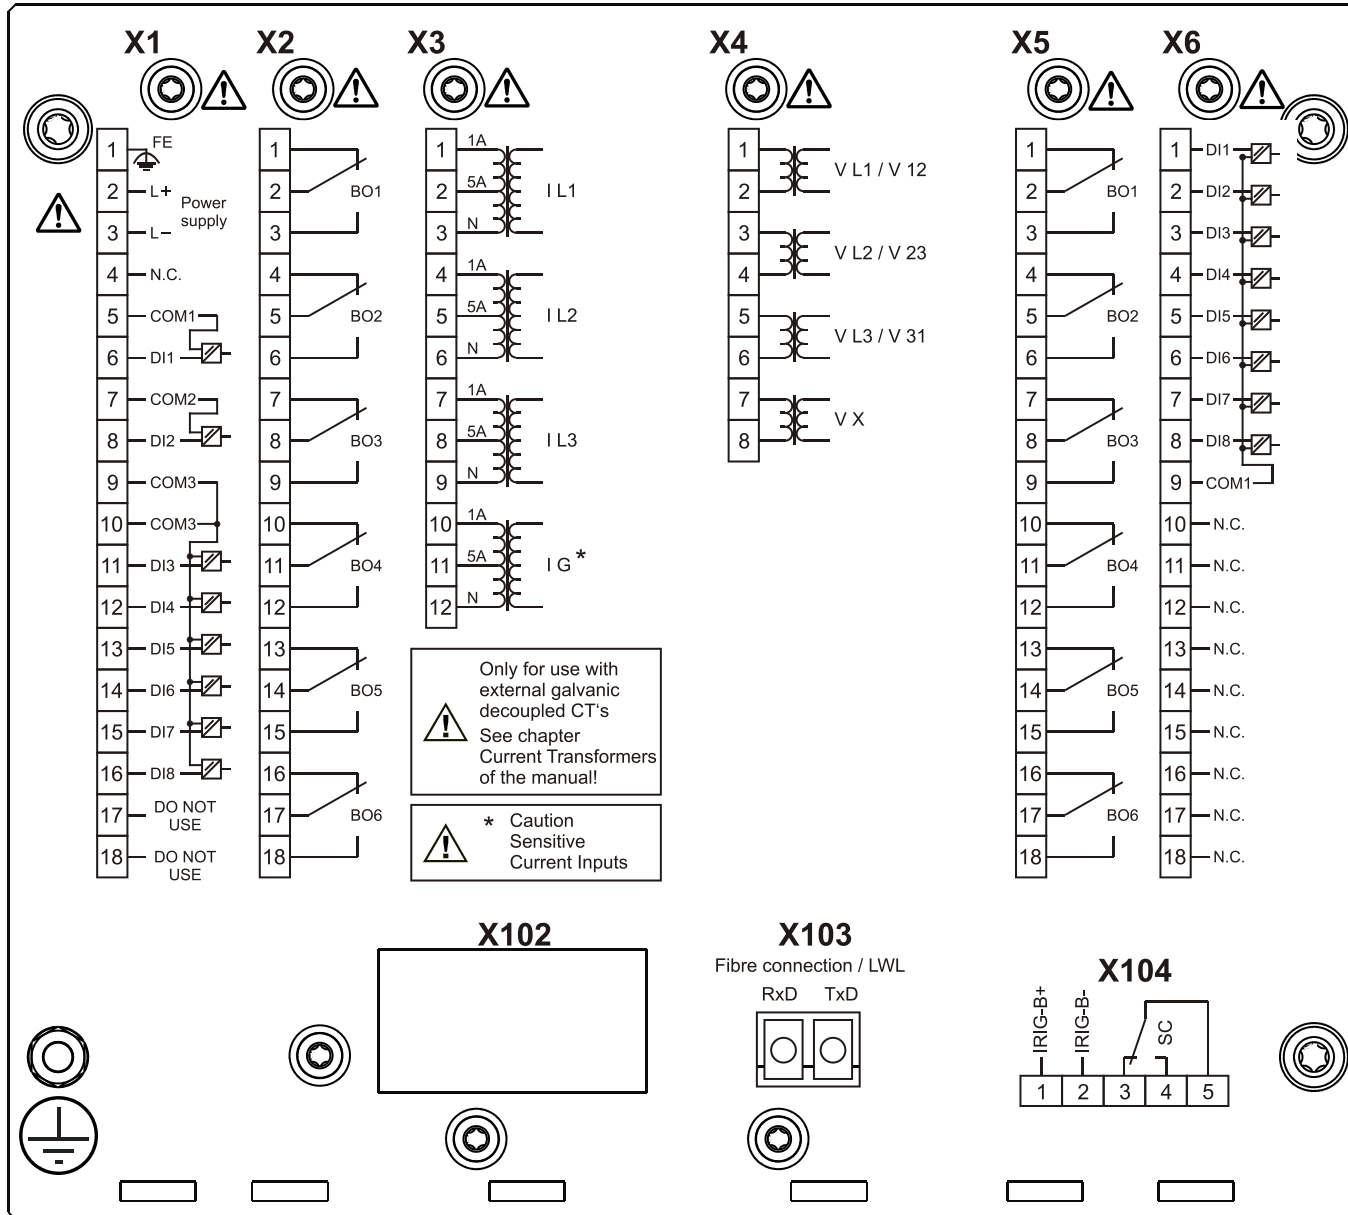 X1
X2
X3
X4
X5
X6
1
FE
2
L+
Power
supply
3
L–
4
N.C.
5
COM1
6
DI1
7
COM2
8
DI2
9
COM3
10
COM3
11
DI3
12
DI4
13
DI5
14
DI6
15
DI7
16
DI8
17
DO NOT
USE
18
DO NOT
USE
1
2
BO1
3
4
5
BO2
6
7
8
BO3
9
10
11
BO4
12
13
14
BO5
15
16
17
BO6
18
1
1A
2
5A
I L1
3
N
4
1A
5
5A
I L2
6
N
7
1A
8
5A
I L3
9
N
10
1A
11
5A
I G*
12
N
Only for use with
external galvanic
decoupled CT's
See chapter
Current Transformers
of the manual!
* Caution
Sensitive
Current Inputs
1
V L1 / V 12
2
3
V L2 / V 23
4
5
V L3 / V 31
6
7
V X
8
1
2
BO1
3
4
5
BO2
6
7
8
BO3
9
10
11
BO4
12
13
14
BO5
15
16
17
BO6
18
1
DI1
2
DI2
3
DI3
4
DI4
5
DI5
6
DI6
7
DI7
8
DI8
9
COM1
10
N.C.
11
N.C.
12
N.C.
13
N.C.
14
N.C.
15
N.C.
16
N.C.
17
N.C.
18
N.C.
X102
X103
Fibre connection / LWL
RxD
TxD
X104
IRIG-B+
IRIG-B-
SC
1
2
3
4
5